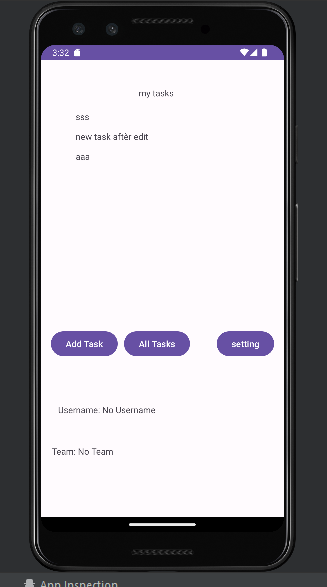 3:32
my tasks
sss
new task after edit
aaa
Add Task All Tasks setting
Username: No Username
Team: No Team
App Inspection